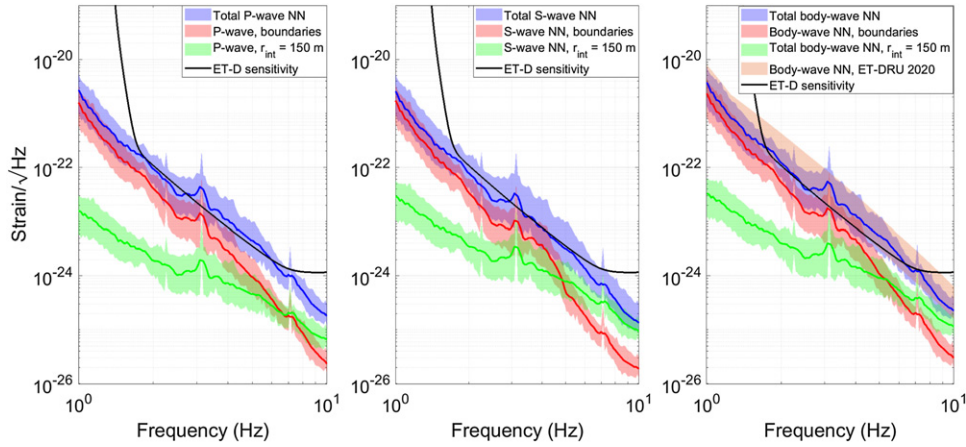 Total P-wave NN
P-wave, boundaries
P-wave, r_int = 150 m
ET-D sensitivity
Strain/√Hz
10^-20
10^-22
10^-24
10^-26
10^0
10^1
Frequency (Hz)
Total S-wave NN
S-wave NN, boundaries
S-wave NN, r_int = 150 m
ET-D sensitivity
10^-20
10^-22
10^-24
10^-26
10^0
10^1
Frequency (Hz)
Total body-wave NN
Body-wave NN, boundaries
Total body-wave NN, r_int = 150 m
Body-wave NN, ET-DRU 2020
ET-D sensitivity
10^-20
10^-22
10^-24
10^-26
10^0
10^1
Frequency (Hz)